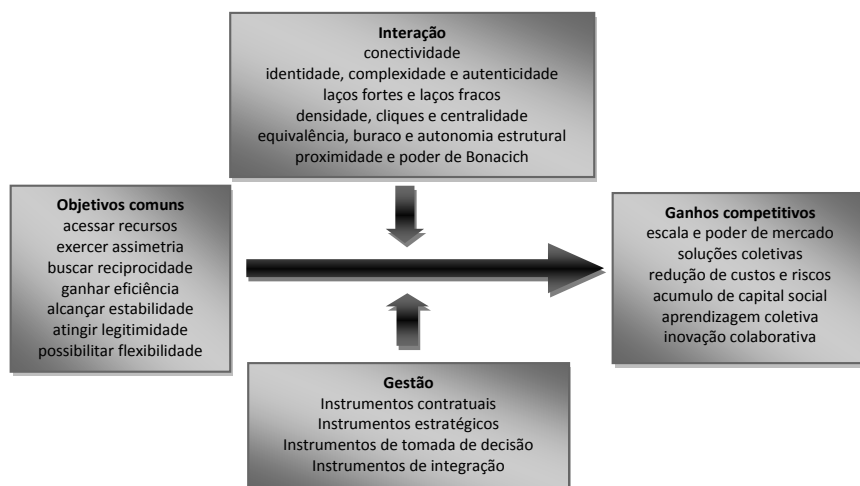 Interação
conectividade
identidade, complexidade e autenticidade
laços fortes e laços fracos
densidade, cliques e centralidade
equivalência, buraco e autonomia estrutural
proximidade e poder de Bonacich
Objetivos comuns
acessar recursos
exercer assimetria
buscar reciprocidade
ganhar eficiência
alcançar estabilidade
atingir legitimidade
possibilitar flexibilidade
Ganhos competitivos
escala e poder de mercado
soluções coletivas
redução de custos e riscos
acumulo de capital social
aprendizagem coletiva
inovação colaborativa
Gestão
Instrumentos contratuais
Instrumentos estratégicos
Instrumentos de tomada de decisão
Instrumentos de integração